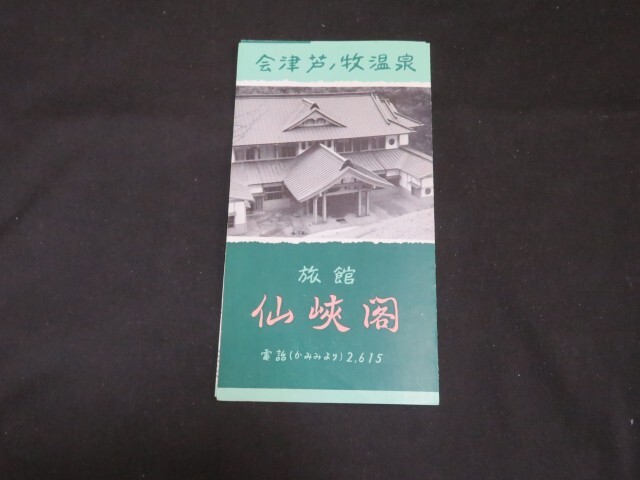 会津芦ノ牧温泉
旅館
仙峽閣
電話(かみみより)2,615